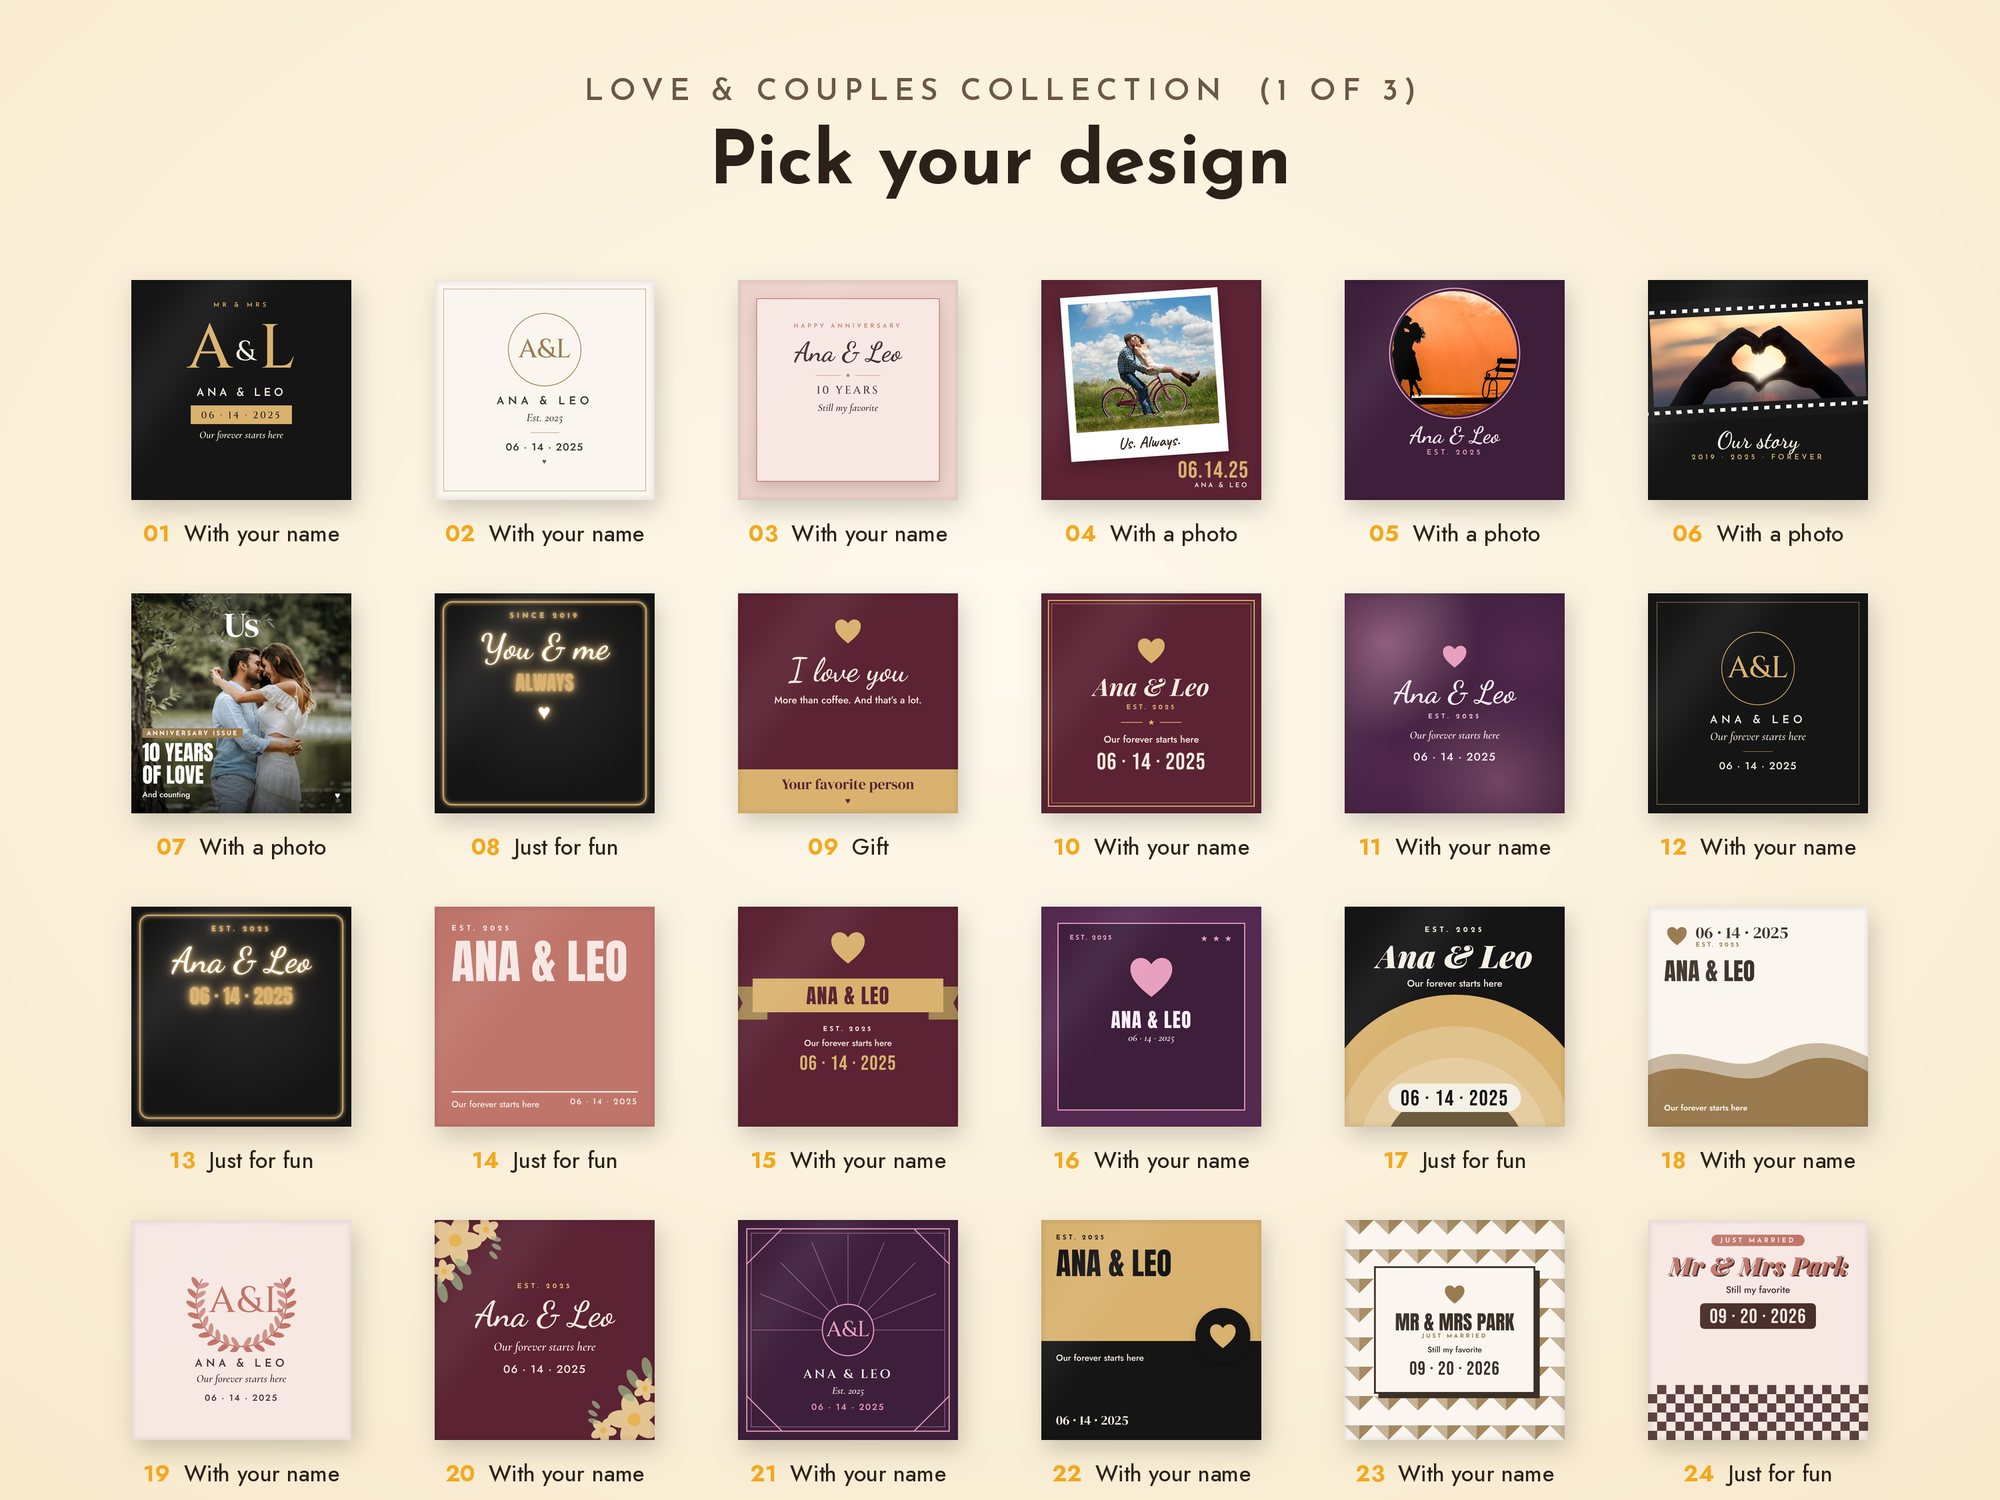 LOVE & COUPLES COLLECTION (1 OF 3)
Pick your design
MR & MRS
A & L
ANA & LEO
06 · 14 · 2025
Our forever starts here
01 With your name
A&L
ANA & LEO
Est. 2025
06 · 14 · 2025
02 With your name
HAPPY ANNIVERSARY
Ana & Leo
10 YEARS
Still my favorite
03 With your name
Us. Always.
06.14.25
ANA & LEO
04 With a photo
Ana & Leo
EST. 2025
05 With a photo
Our story
2019 · 2025 · FOREVER
06 With a photo
Us
ANNIVERSARY ISSUE
10 YEARS
OF LOVE
And counting
07 With a photo
SINCE 2019
You & me
ALWAYS
08 Just for fun
I love you
More than coffee. And that's a lot.
Your favorite person
09 Gift
Ana & Leo
EST. 2025
Our forever starts here
06 · 14 · 2025
10 With your name
Ana & Leo
EST. 2025
Our forever starts here
06 · 14 · 2025
11 With your name
A&L
ANA & LEO
Our forever starts here
06 · 14 · 2025
12 With your name
EST. 2025
Ana & Leo
06 · 14 · 2025
13 Just for fun
EST. 2025
ANA & LEO
Our forever starts here
06 · 14 · 2025
14 Just for fun
ANA & LEO
EST. 2025
Our forever starts here
06 · 14 · 2025
15 With your name
EST. 2025
ANA & LEO
06 · 14 · 2025
16 With your name
EST. 2025
Ana & Leo
Our forever starts here
06 · 14 · 2025
17 Just for fun
06 · 14 · 2025
EST. 2025
ANA & LEO
Our forever starts here
18 With your name
A&L
ANA & LEO
Our forever starts here
06 · 14 · 2025
19 With your name
EST. 2025
Ana & Leo
Our forever starts here
06 · 14 · 2025
20 With your name
A&L
ANA & LEO
Est. 2025
06 · 14 · 2025
21 With your name
EST. 2025
ANA & LEO
Our forever starts here
06 · 14 · 2025
22 With your name
MR & MRS PARK
JUST MARRIED
Still my favorite
09 · 20 · 2026
23 With your name
JUST MARRIED
Mr & Mrs Park
Still my favorite
09 · 20 · 2026
24 Just for fun